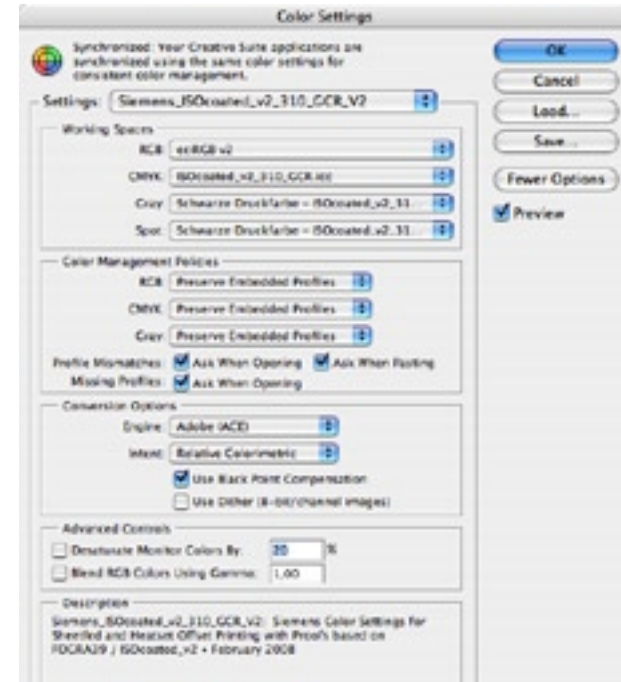 Color Settings
Synchronized: Your Creative Suite applications are
synchronized using the same color settings for
consistent color management.
Settings: Siemens_ISOcoated_v2_310_GCR_V2
Working Spaces
RGB: eciRGB v2
CMYK: ISOcoated_v2_310_GCR.icc
Gray: Schwarze Druckfarbe - ISOcoated_v2_31...
Spot: Schwarze Druckfarbe - ISOcoated_v2_31...
Color Management Policies
RGB: Preserve Embedded Profiles
CMYK: Preserve Embedded Profiles
Gray: Preserve Embedded Profiles
Profile Mismatches: Ask When Opening Ask When Pasting
Missing Profiles: Ask When Opening
Conversion Options
Engine: Adobe (ACE)
Intent: Relative Colorimetric
Use Black Point Compensation
Use Dither (8-bit/channel images)
Advanced Controls
Desaturate Monitor Colors By: 20 %
Blend RGB Colors Using Gamma: 1,00
Description
Siemens_ISOcoated_v2_310_GCR_V2: Siemens Color Settings for
Sheetfed and Heatset Offset Printing with Proofs based on
FOGRA39 / ISOcoated_v2 • February 2008
OK
Cancel
Load...
Save...
Fewer Options
Preview